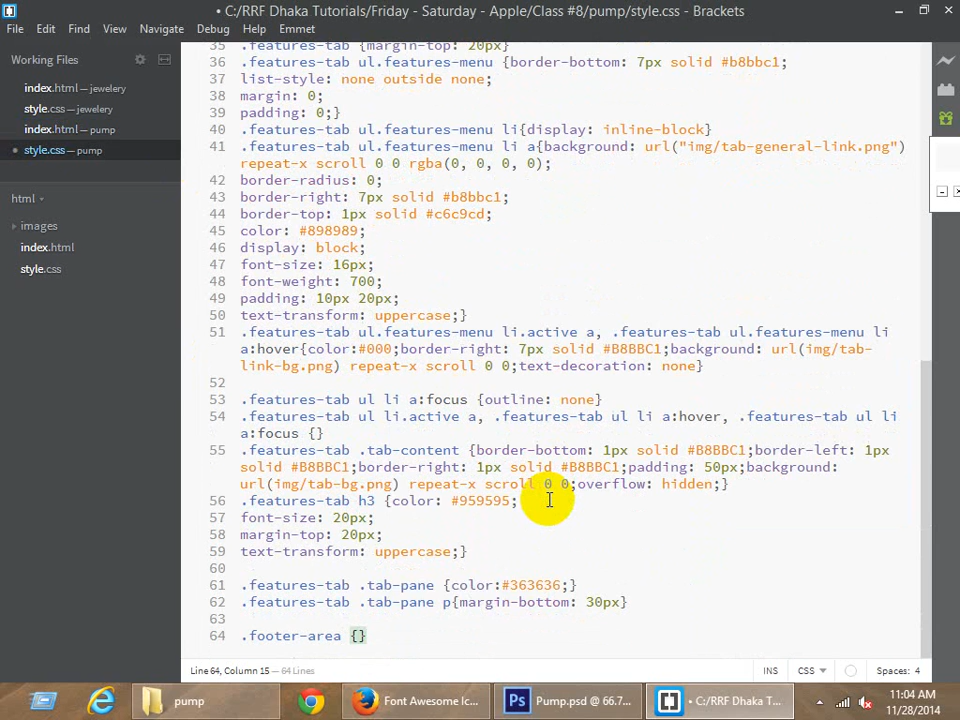 • C:/RRF Dhaka Tutorials/Friday - Saturday - Apple/Class #8/pump/style.css - Brackets
File Edit Find View Navigate Debug Help Emmet
Working Files
index.html — jewelery
style.css — jewelery
index.html — pump
• style.css — pump
html
images
index.html
style.css
35 .features-tab {margin-top: 20px}
36 .features-tab ul.features-menu {border-bottom: 7px solid #b8bbc1;
37 list-style: none outside none;
38 margin: 0;
39 padding: 0;}
40 .features-tab ul.features-menu li{display: inline-block}
41 .features-tab ul.features-menu li a{background: url("img/tab-general-link.png")
repeat-x scroll 0 0 rgba(0, 0, 0, 0);
42 border-radius: 0;
43 border-right: 7px solid #b8bbc1;
44 border-top: 1px solid #c6c9cd;
45 color: #898989;
46 display: block;
47 font-size: 16px;
48 font-weight: 700;
49 padding: 10px 20px;
50 text-transform: uppercase;}
51 .features-tab ul.features-menu li.active a, .features-tab ul.features-menu li
a:hover{color:#000;border-right: 7px solid #B8BBC1;background: url(img/tab-
link-bg.png) repeat-x scroll 0 0;text-decoration: none}
52
53 .features-tab ul li a:focus {outline: none}
54 .features-tab ul li.active a, .features-tab ul li a:hover, .features-tab ul li
a:focus {}
55 .features-tab .tab-content {border-bottom: 1px solid #B8BBC1;border-left: 1px
solid #B8BBC1;border-right: 1px solid #B8BBC1;padding: 50px;background:
url(img/tab-bg.png) repeat-x scroll 0 0;overflow: hidden;}
56 .features-tab h3 {color: #959595;
57 font-size: 20px;
58 margin-top: 20px;
59 text-transform: uppercase;}
60
61 .features-tab .tab-pane {color:#363636;}
62 .features-tab .tab-pane p{margin-bottom: 30px}
63
64 .footer-area {}
Line 64, Column 15 — 64 Lines
INS CSS Spaces: 4
pump
Font Awesome Ic...
Pump.psd @ 66.7...
• C:/RRF Dhaka T...
11:04 AM
11/28/2014